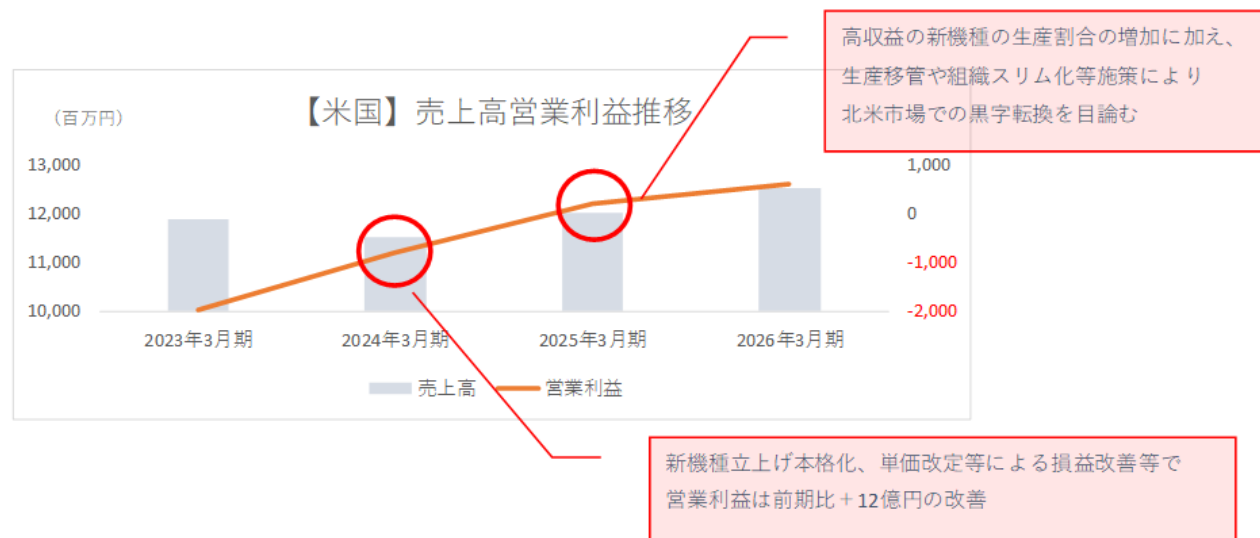 高収益の新機種の生産割合の増加に加え、
生産移管や組織スリム化等施策により
北米市場での黒字転換を目論む
（百万円）
【米国】売上高営業利益推移
13,000
12,000
11,000
10,000
1,000
0
-1,000
-2,000
2023年3月期
2024年3月期
2025年3月期
2026年3月期
売上高
営業利益
新機種立上げ本格化、単価改定等による損益改善等で
営業利益は前期比＋12億円の改善